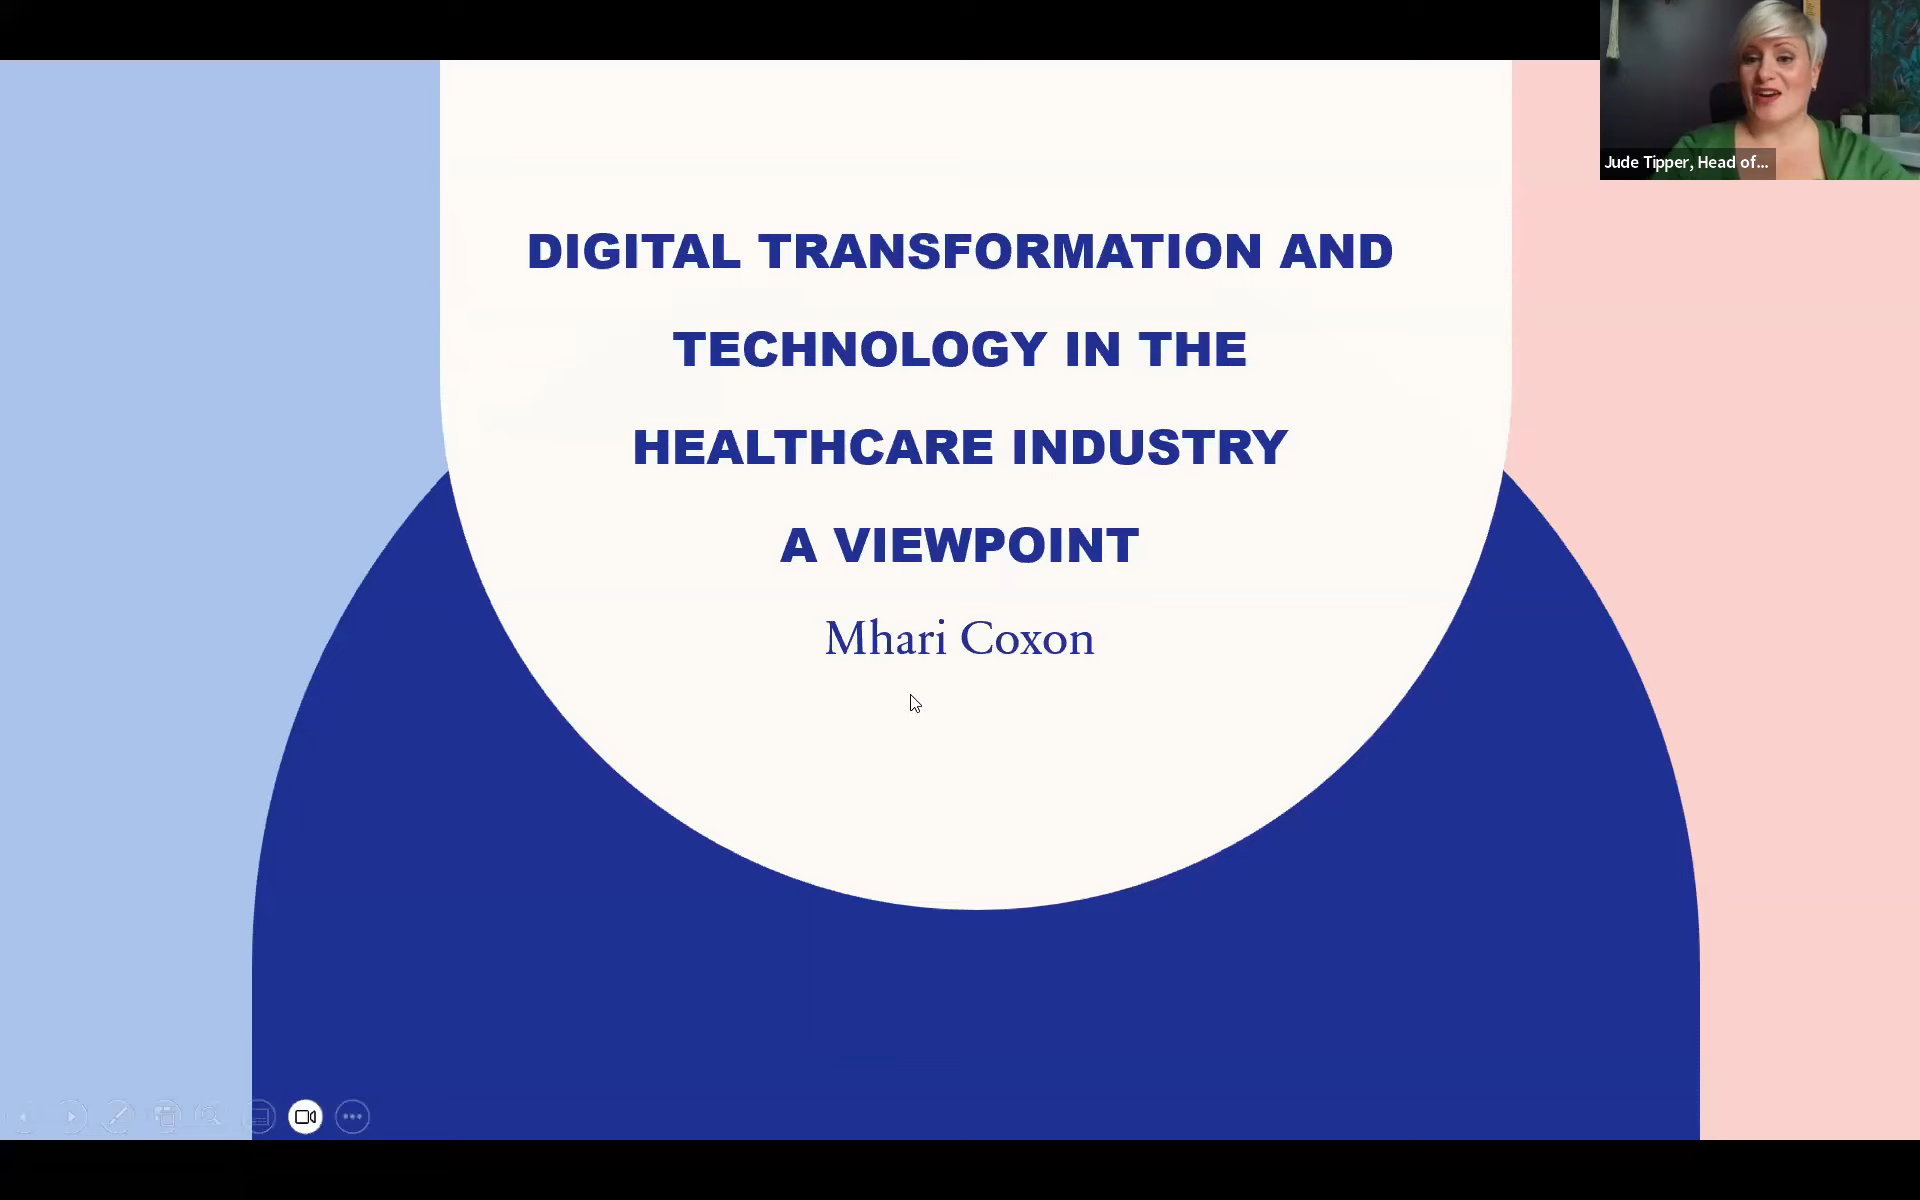 Jude Tipper, Head of...
DIGITAL TRANSFORMATION AND
TECHNOLOGY IN THE
HEALTHCARE INDUSTRY
A VIEWPOINT
Mhari Coxon